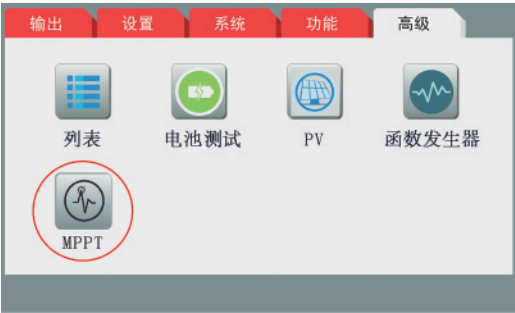 输出 设置 系统 功能 高级
列表 电池测试 PV 函数发生器
MPPT